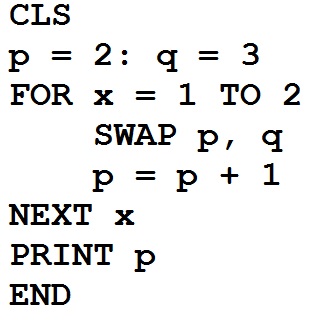 CLS
p = 2: q = 3
FOR x = 1 TO 2
     SWAP p, q
     p = p + 1
NEXT x
PRINT p
END